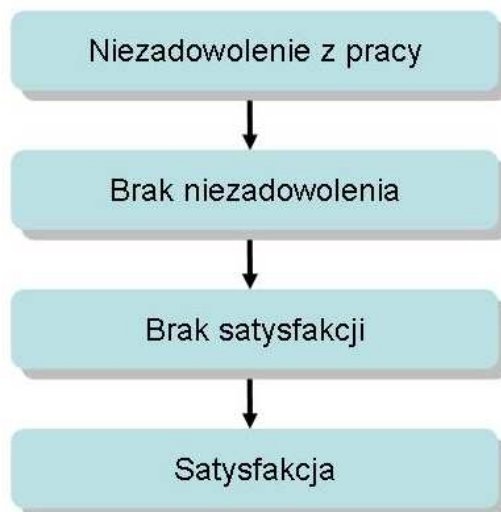 Niezadowolenie z pracy
Brak niezadowolenia
Brak satysfakcji
Satysfakcja